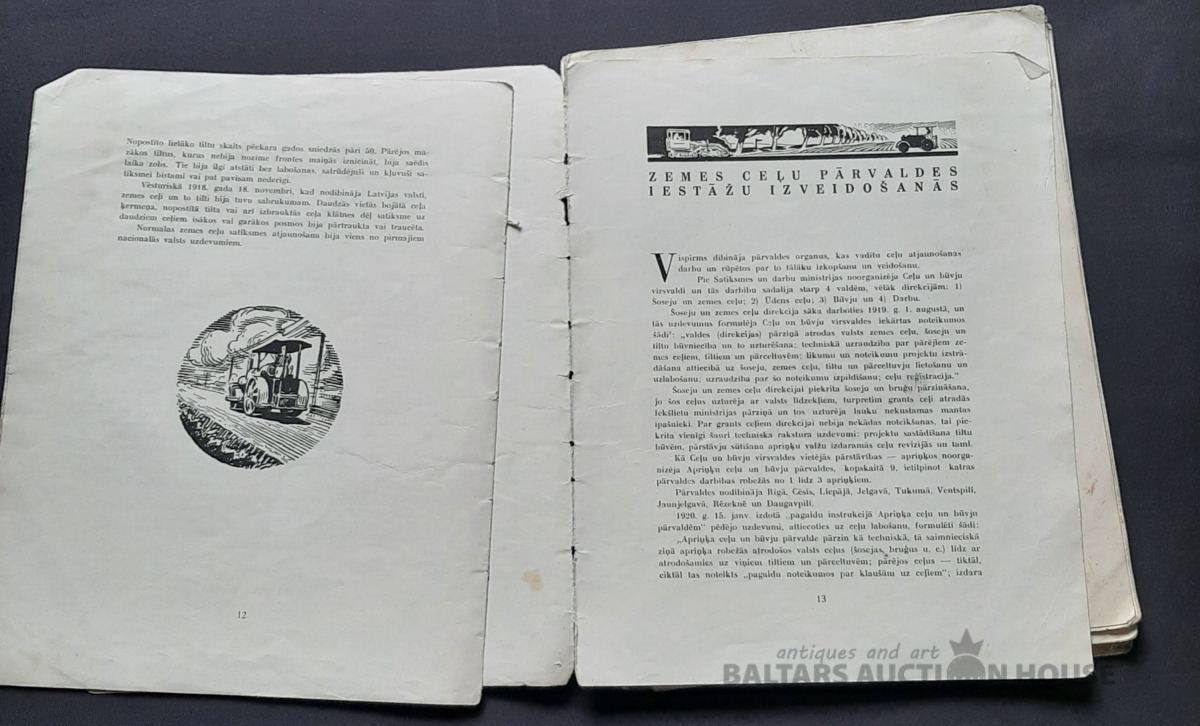 Nopostīto lielāko tiltu skaits pēckara gados sniedzās pāri 50. Pārējos ma-
zākos tiltus, kurus nebija nozīme frontes maiņās iznīcināt, bija saēdis
laika zobs. Tie bija ilgi atstāti bez labošanas, satrūdējuši un kļuvuši sa-
tiksmei bīstami vai pat pavisam nederīgi.
Vēsturiskā 1918. gada 18. novembrī, kad nodibināja Latvijas valsti,
zemes ceļi un to tilti bija tuvu sabrukumam. Daudzās vietās bojātā ceļa
ķermeņa, nopostītā tilta vai arī izbrauktās ceļa klātnes dēļ satiksme uz
daudziem ceļiem īsākos vai garākos posmos bija pārtraukta vai traucēta.
Normālas zemes ceļu satiksmes atjaunošana bija viens no pirmajiem
nacionālās valsts uzdevumiem.
12
ZEMES CEĻU PĀRVALDES
IESTĀŽU IZVEIDOŠANĀS
Vispirms dibināja pārvaldes orgānus, kas vadītu ceļu atjaunošanas
darbu un rūpētos par to tālāku izkopšanu un veidošanu.
Pie Satiksmes un darbu ministrijas noorganizēja Ceļu un būvju
virsvaldi un tās darbību sadalīja starp 4 valdēm, vēlāk direkcijām: 1)
Šoseju un zemes ceļu; 2) Ūdens ceļu; 3) Būvju un 4) Darbu.
Šoseju un zemes ceļu direkcija sāka darboties 1919. g. 1. augustā, un
tās uzdevumus formulēja Ceļu un būvju virsvaldes iekārtas noteikumos
šādi: „valdes (direkcijas) pārziņā atrodas valsts zemes ceļu, šoseju un
tiltu būvniecība un to uzturēšana; techniskā uzraudzība par pārējiem ze-
mes ceļiem, tiltiem un pārceltuvēm; likumu un noteikumu projektu izstrā-
dāšana attiecībā uz šoseju, zemes ceļu, tiltu un pārceltuvju lietošanu un
uzlabošanu; uzraudzība par šo noteikumu izpildīšanu; ceļu reģistrācija.“
Šoseju un zemes ceļu direkcijai piekrita šoseju un bruģu pārzināšana,
jo šos ceļus uzturēja ar valsts līdzekļiem, turpretim grants ceļi atradās
Iekšlietu ministrijas pārziņā un tos uzturēja lauku nekustamas mantas
īpašnieki. Par grants ceļiem direkcijai nebija nekādas noteikšanas, tai pie-
krita vienīgi šauri techniska rakstura uzdevumi: projektu sastādīšana tiltu
būvēm, pārstāvju sūtīšana apriņķu valžu izdarāmās ceļu revīzijās un taml.
Kā Ceļu un būvju virsvaldes vietējās pārstāvības — apriņķos noorga-
nizēja Apriņķu ceļu un būvju pārvaldes, kopskaitā 9, ietilpinot katras
pārvaldes darbības robežās no 1 līdz 3 apriņķiem.
Pārvaldes nodibināja Rīgā, Cēsīs, Liepājā, Jelgavā, Tukumā, Ventspilī,
Jaunjelgavā, Rēzeknē un Daugavpilī.
1920. g. 15. janv. izdotā „pagaidu instrukcijā Apriņķa ceļu un būvju
pārvaldēm“ pēdējo uzdevumi, attiecoties uz ceļu labošanu, formulēti šādi:
„Apriņķa ceļu un būvju pārvalde pārzin kā techniskā, tā saimnieciskā
ziņā apriņķa robežās atrodošos valsts ceļus (šosejas, bruģus u. c.) līdz ar
atrodošamies uz viņiem tiltiem un pārceltuvēm; pārējos ceļus — tiktāl,
ciktāl tas noteikts „pagaidu noteikumos par klaušām uz ceļiem“; izdara
13
antiques and art
BALTARS AUCTION HOUSE